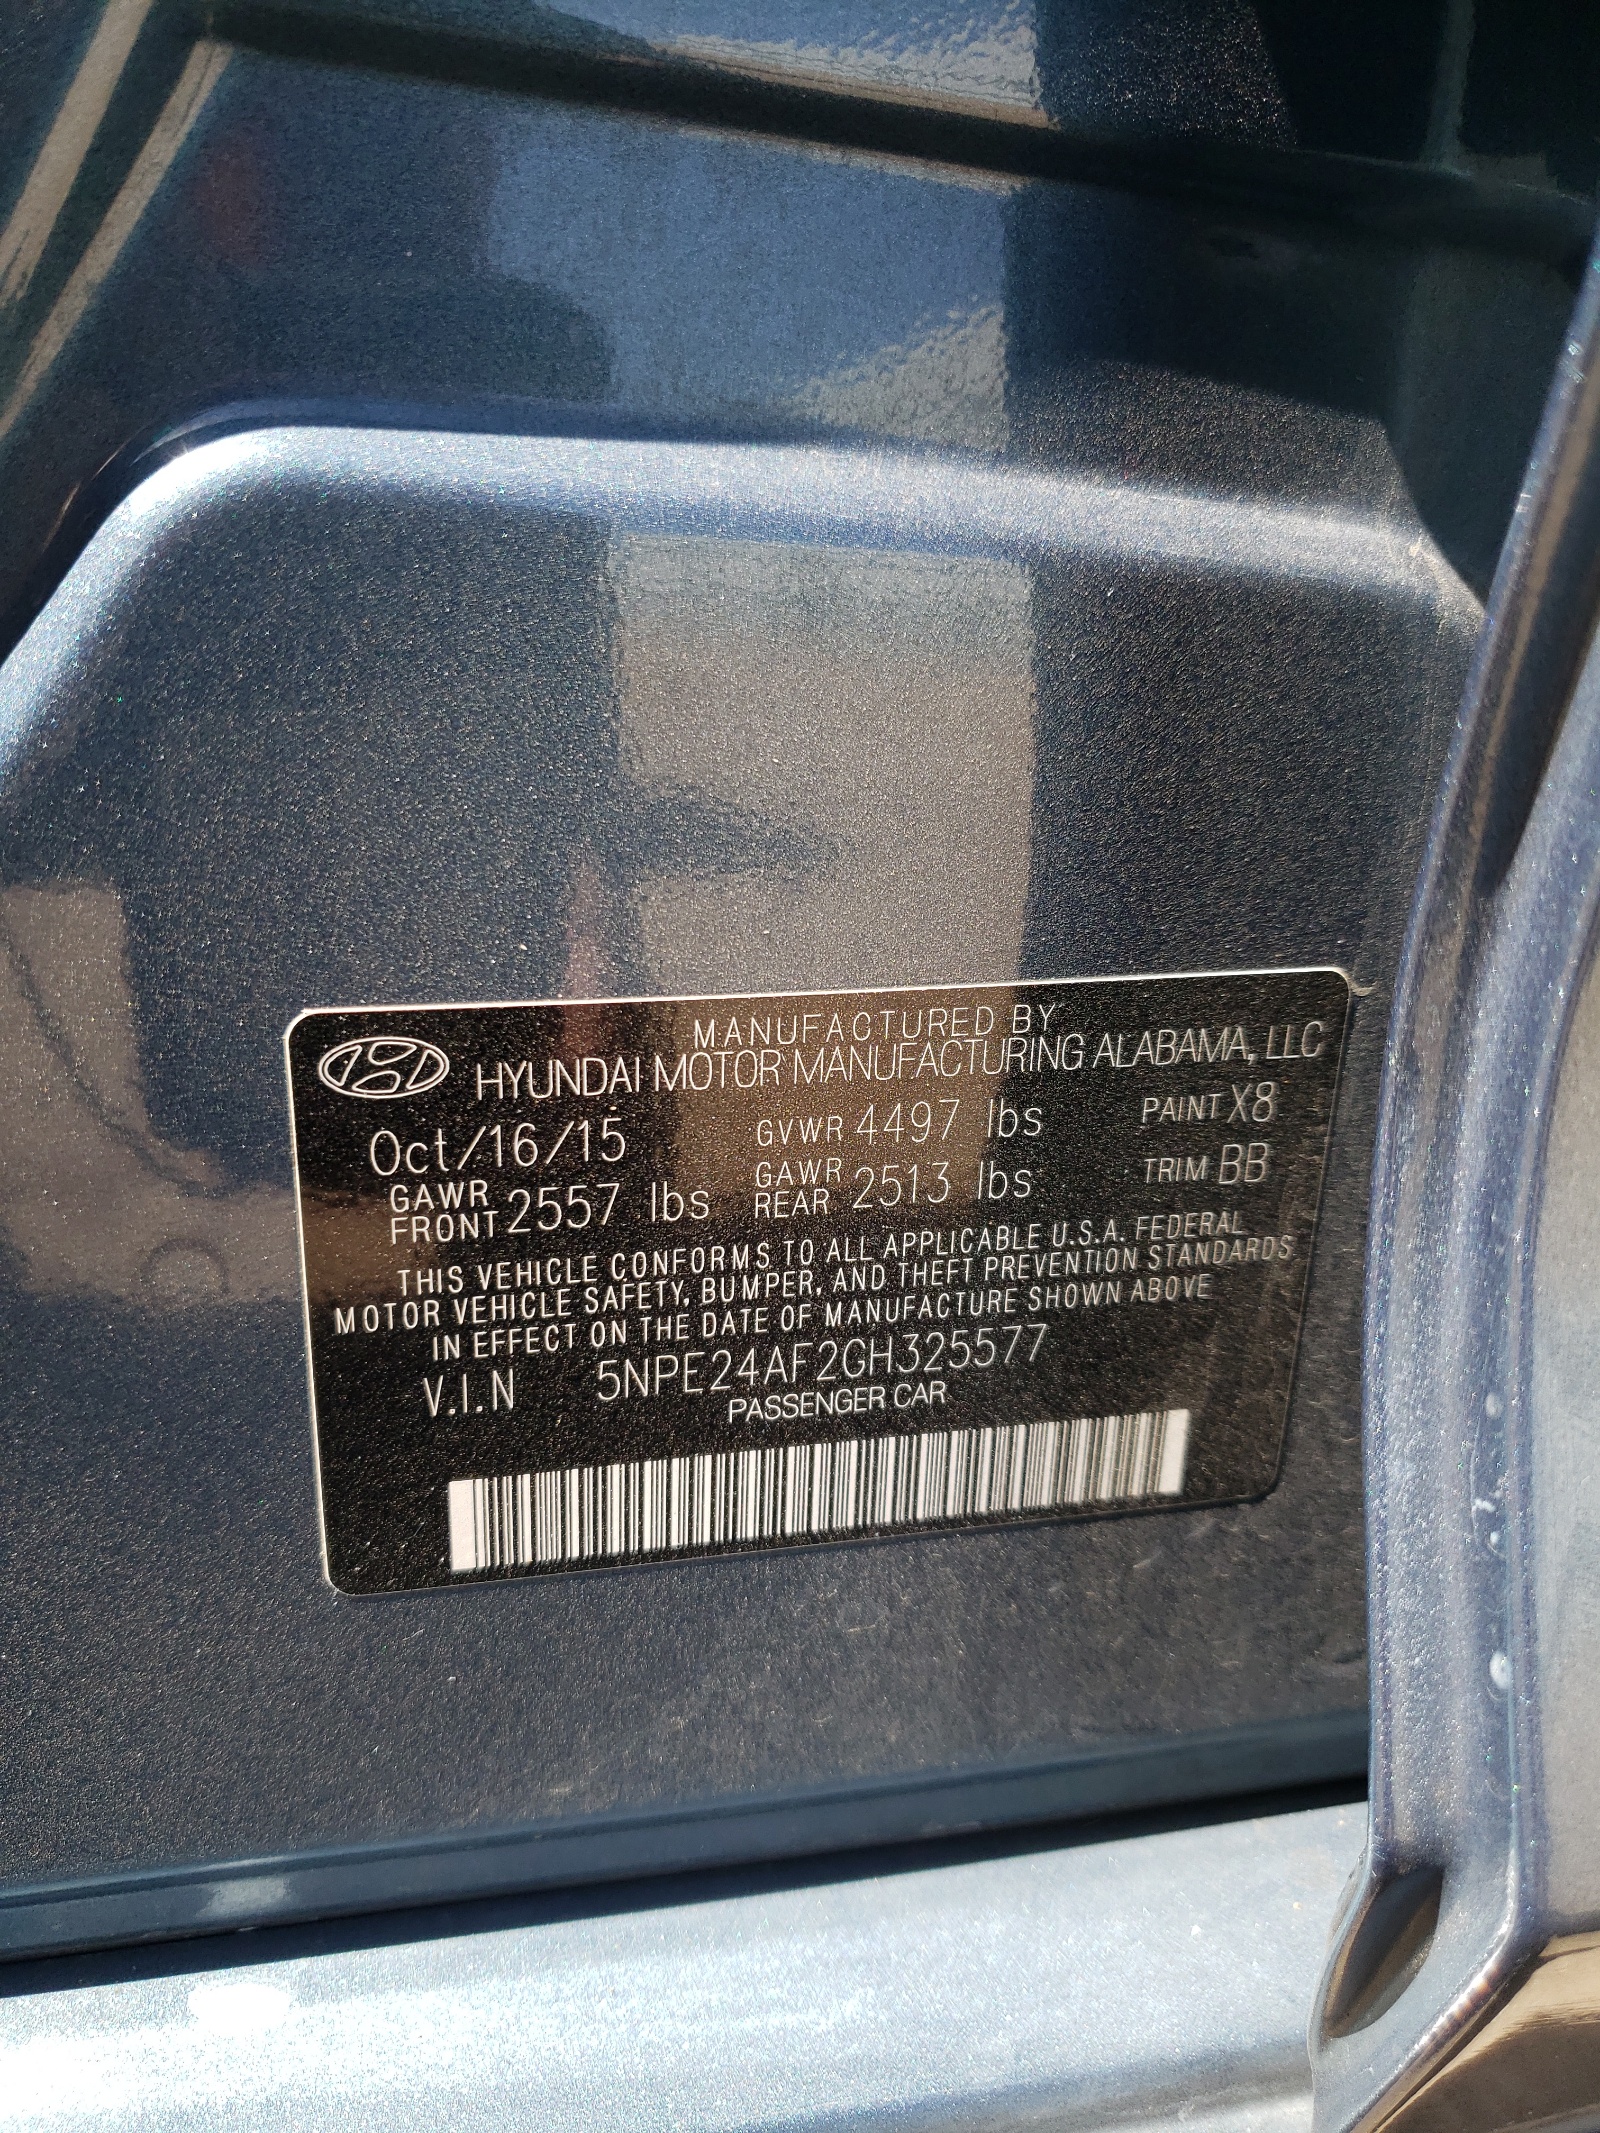 MANUFACTURED BY
HYUNDAI MOTOR MANUFACTURING ALABAMA, LLC
Oct/16/15 GVWR 4497 lbs PAINT X8
GAWR FRONT 2557 lbs GAWR REAR 2513 lbs TRIM BB
THIS VEHICLE CONFORMS TO ALL APPLICABLE U.S.A. FEDERAL
MOTOR VEHICLE SAFETY, BUMPER, AND THEFT PREVENTION STANDARDS
IN EFFECT ON THE DATE OF MANUFACTURE SHOWN ABOVE
V.I.N 5NPE24AF2GH325577
PASSENGER CAR